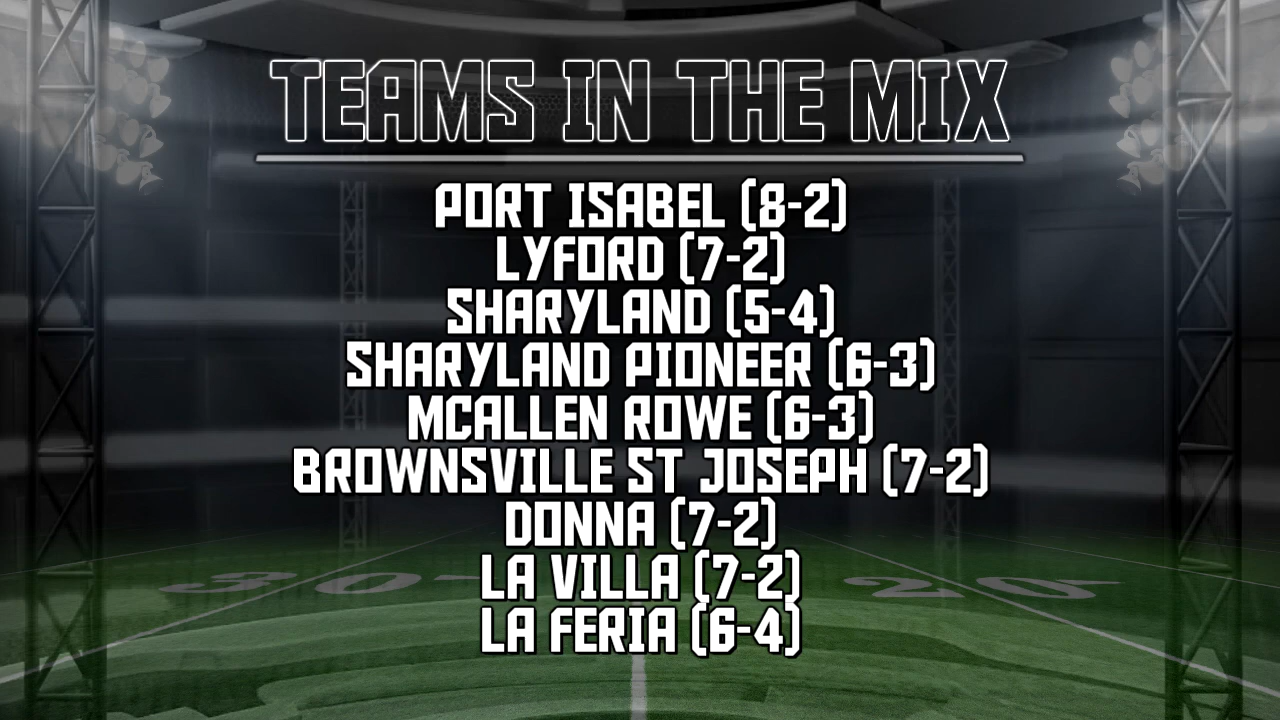 TEAMS IN THE MIX
PORT ISABEL (8-2)
LYFORD (7-2)
SHARYLAND (5-4)
SHARYLAND PIONEER (6-3)
MCALLEN ROWE (6-3)
BROWNSVILLE ST JOSEPH (7-2)
DONNA (7-2)
LA VILLA (7-2)
LA FERIA (6-4)
30 20